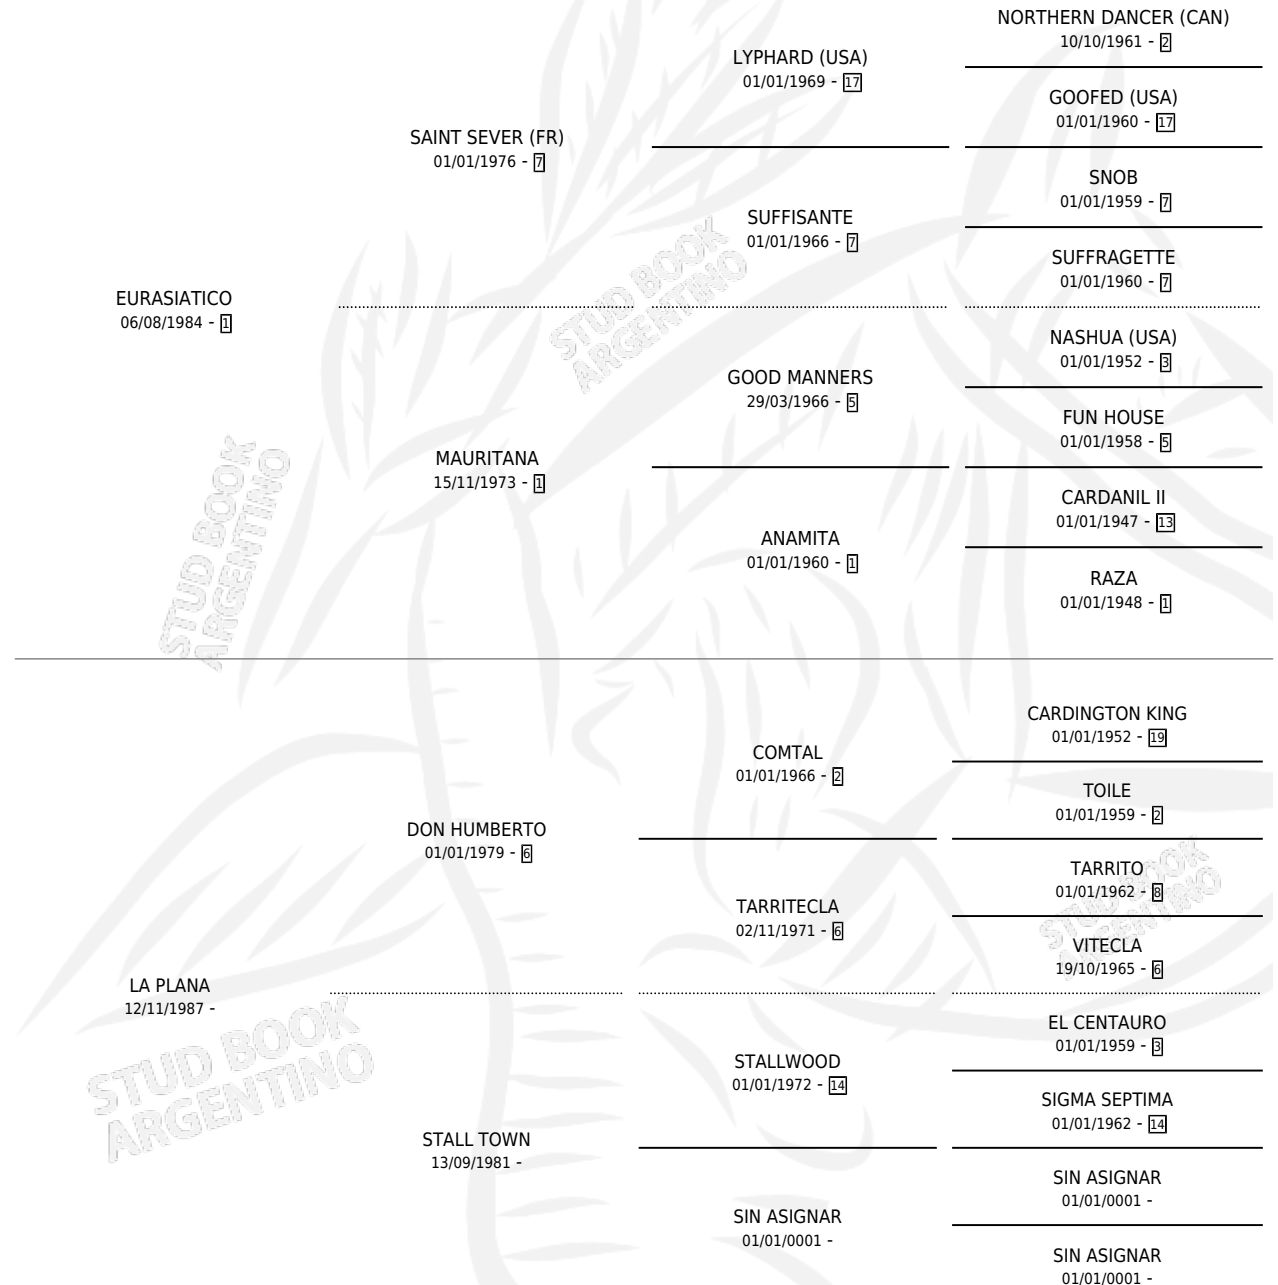 NORTHERN DANCER (CAN)
10/10/1961 - 2
LYPHARD (USA)
01/01/1969 - 17
GOOFED (USA)
01/01/1960 - 17
SAINT SEVER (FR)
01/01/1976 - 7
SNOB
01/01/1959 - 7
SUFFISANTE
01/01/1966 - 7
SUFFRAGETTE
01/01/1960 - 7
EURASIATICO
06/08/1984 - 1
STUD BOOK
ARGENTINO
NASHUA (USA)
01/01/1952 - 3
GOOD MANNERS
29/03/1966 - 5
FUN HOUSE
01/01/1958 - 5
MAURITANA
15/11/1973 - 1
CARDANIL II
01/01/1947 - 13
ANAMITA
01/01/1960 - 1
RAZA
01/01/1948 - 1
STUD BOOK
ARGENTINO
CARDINGTON KING
01/01/1952 - 19
COMTAL
01/01/1966 - 2
TOILE
01/01/1959 - 2
DON HUMBERTO
01/01/1979 - 6
TARRITO
01/01/1962 - 8
TARRITECLA
02/11/1971 - 6
VITECLA
19/10/1965 - 6
STUD BOOK
ARGENTINO
LA PLANA
12/11/1987 -
EL CENTAURO
01/01/1959 - 3
STALLWOOD
01/01/1972 - 14
SIGMA SEPTIMA
01/01/1962 - 14
STUD BOOK
ARGENTINO
STALL TOWN
13/09/1981 -
SIN ASIGNAR
01/01/0001 -
SIN ASIGNAR
01/01/0001 -
SIN ASIGNAR
01/01/0001 -